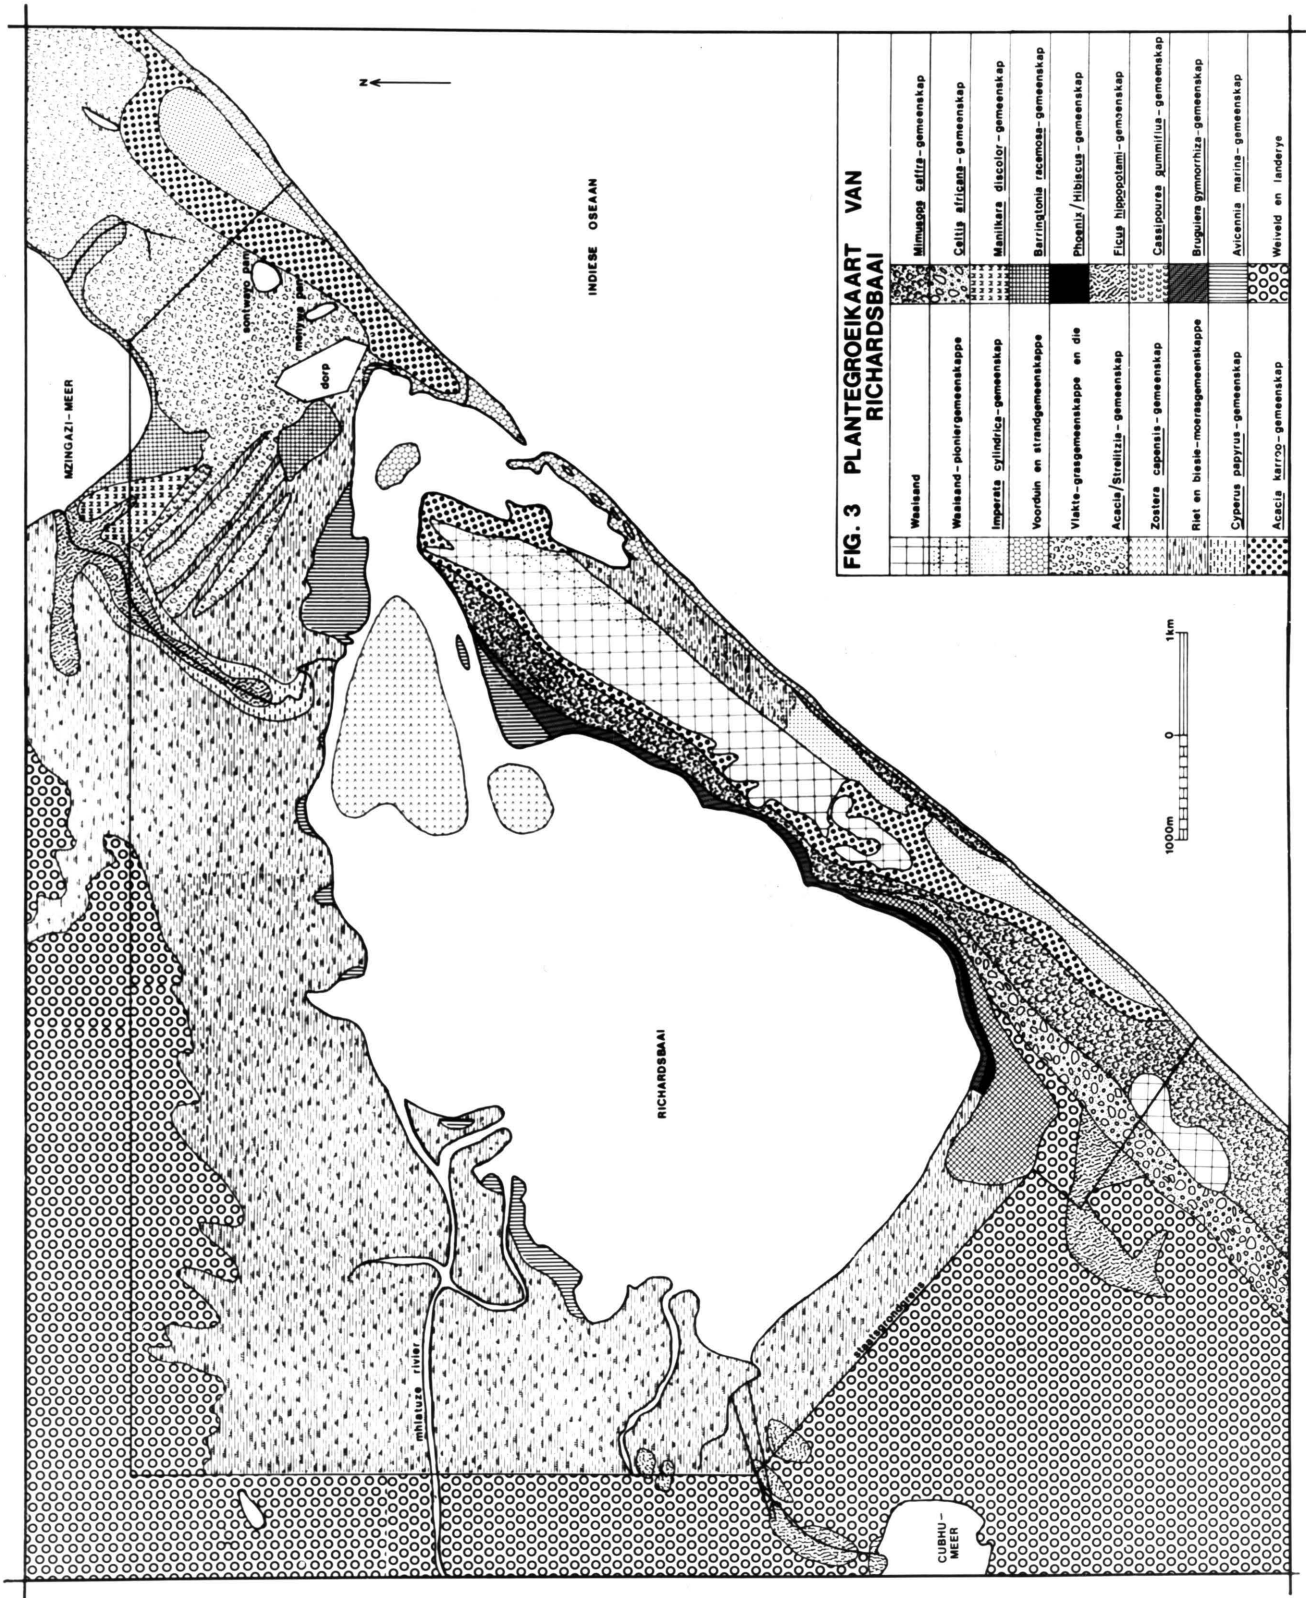 FIG. 3 PLANTEGROEIKAART VAN
RICHARDSBAAI
Waaisand
Waaisand-pioniergemeenskappe
Imperata cylindrica-gemeenskap
Voorduin en strandgemeenskappe
Vlakte-grasgemeenskappe en die
Acacia/Strelitzia-gemeenskap
Zostera capensis-gemeenskap
Riet en biesie-moerasgemeenskappe
Cyperus papyrus-gemeenskap
Acacia karroo-gemeenskap
Mimusops caffra-gemeenskap
Celtis africana-gemeenskap
Manilkara discolor-gemeenskap
Barringtonia racemosa-gemeenskap
Phoenix/Hibiscus-gemeenskap
Ficus hippopotami-gemeenskap
Cassipourea gummiflua-gemeenskap
Bruguiera gymnorrhiza-gemeenskap
Avicennia marina-gemeenskap
Weiveld en landerye
N
INDIESE OSEAAN
MZINGAZI-MEER
sontwayo pan
dorp
RICHARDSBAAI
mhlatuze rivier
staatsgrondgrens
CUBHU-
MEER
1000m 0 1km